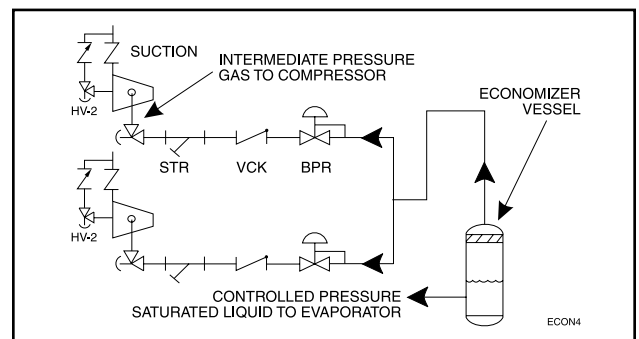 SUCTION
INTERMEDIATE PRESSURE
GAS TO COMPRESSOR
ECONOMIZER
VESSEL
HV-2
STR
VCK
BPR
HV-2
CONTROLLED PRESSURE
SATURATED LIQUID TO EVAPORATOR
ECON4